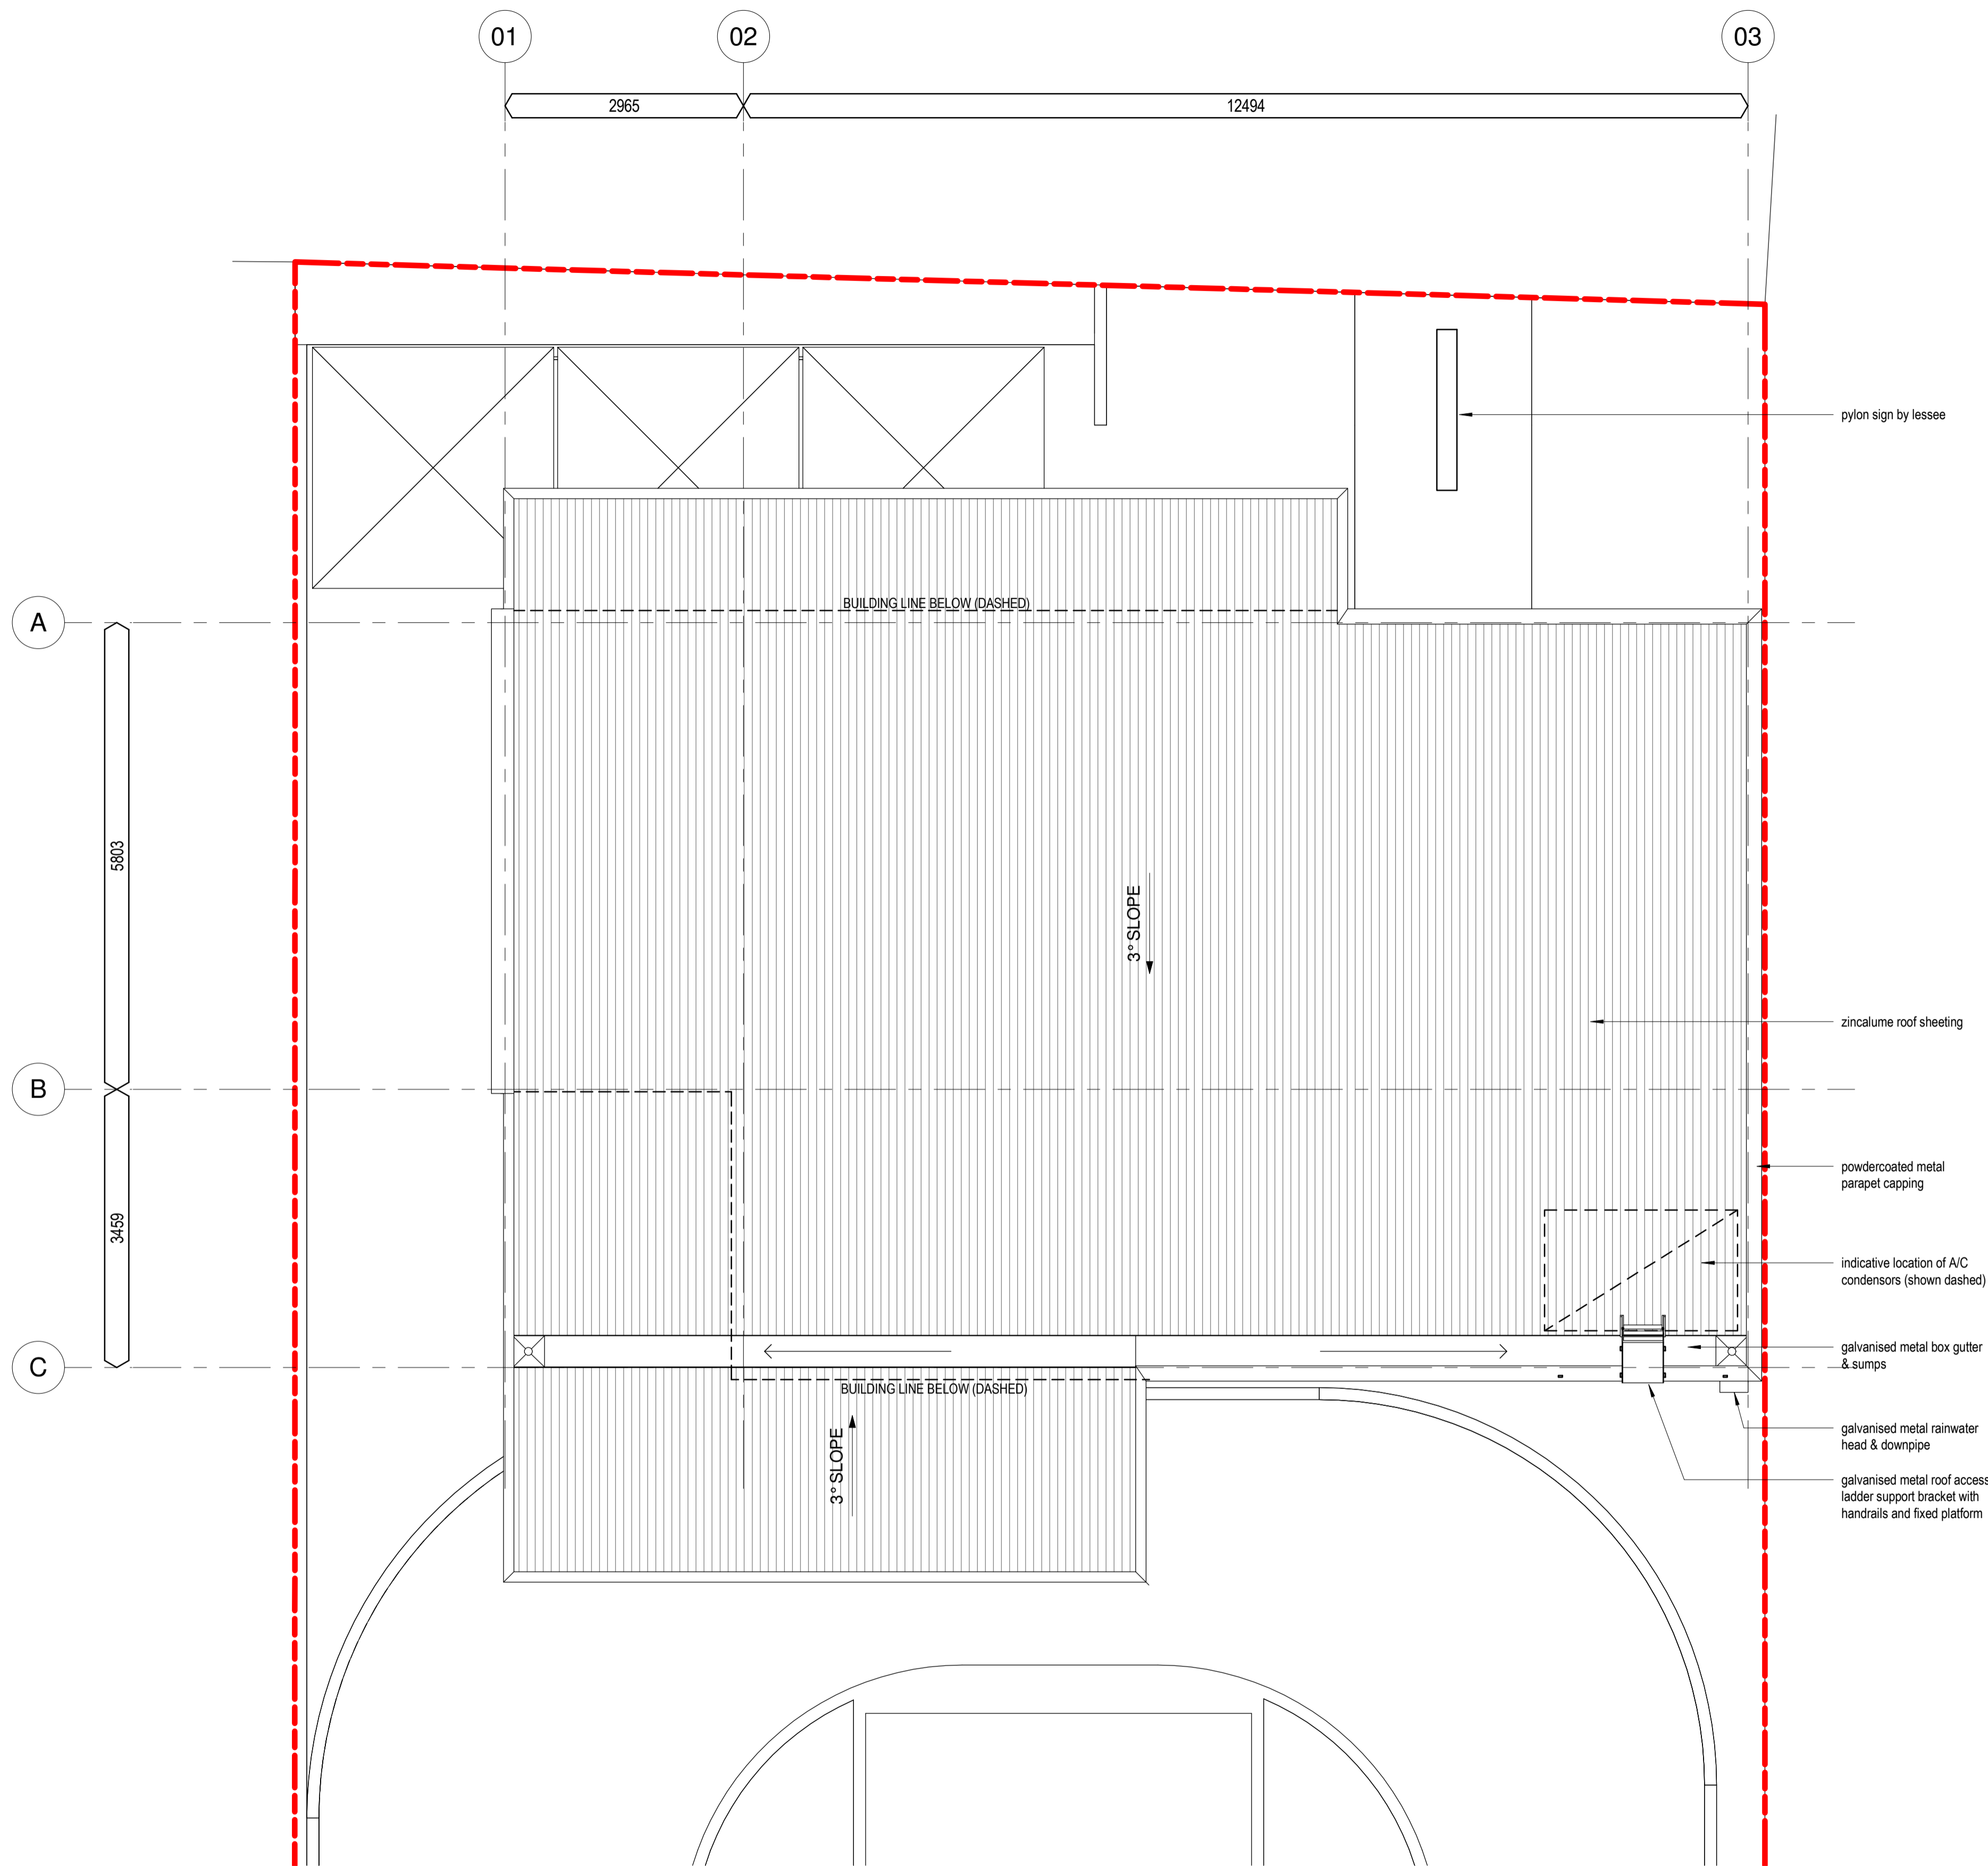 01
02
03
2965
12494
pylon sign by lessee
A
BUILDING LINE BELOW (DASHED)
5803
3° SLOPE
zincalume roof sheeting
B
powdercoated metal
parapet capping
3459
indicative location of A/C
condensors (shown dashed)
galvanised metal box gutter
& sumps
C
BUILDING LINE BELOW (DASHED)
galvanised metal rainwater
head & downpipe
3° SLOPE
galvanised metal roof access
ladder support bracket with
handrails and fixed platform